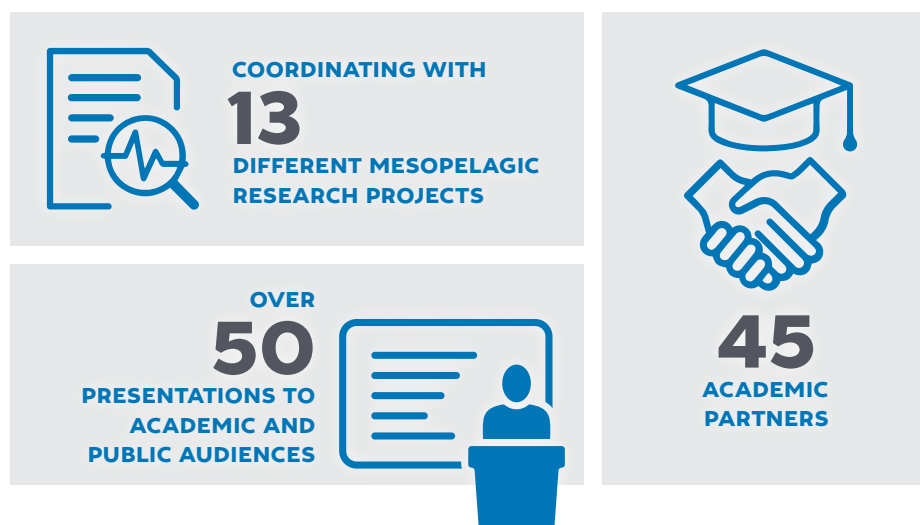 COORDINATING WITH
13
DIFFERENT MESOPELAGIC
RESEARCH PROJECTS
OVER
50
PRESENTATIONS TO
ACADEMIC AND
PUBLIC AUDIENCES
45
ACADEMIC
PARTNERS